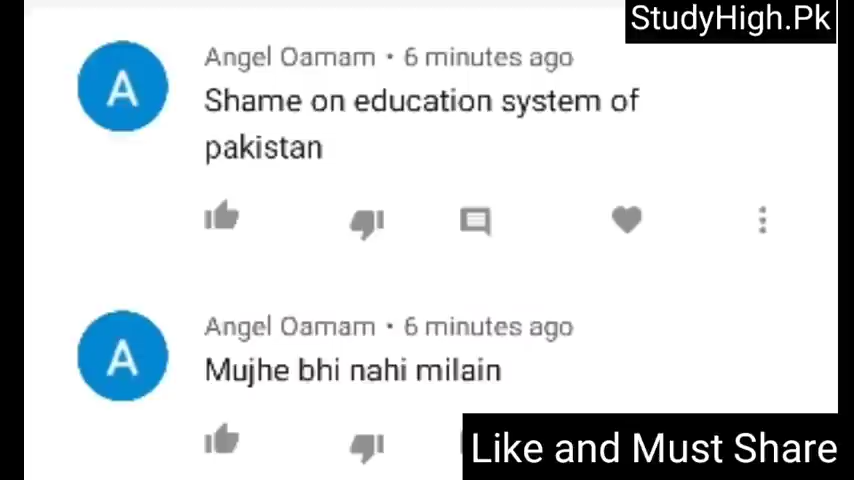 StudyHigh.Pk
Angel Oamam • 6 minutes ago
Shame on education system of
pakistan
Angel Oamam • 6 minutes ago
Mujhe bhi nahi milain
Like and Must Share
A
A